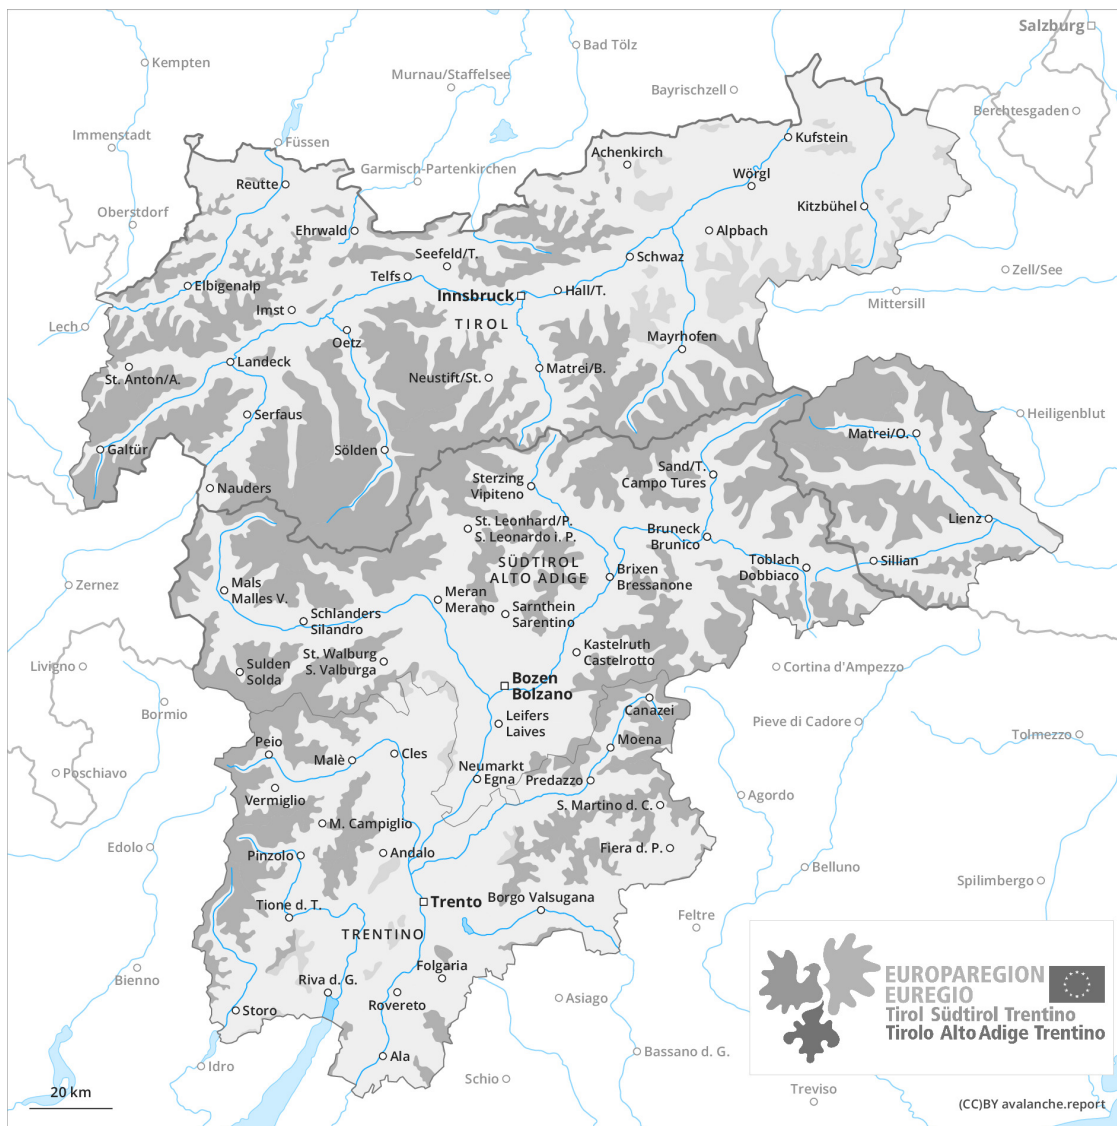 Salzburg
Bad Tölz
Kempten
Murnau/Staffelsee
Bayrischzell
Berchtesgaden
Immenstadt
Füssen
Kufstein
Achenkirch
Garmisch-Partenkirchen
Wörgl
Reutte
Oberstdorf
Kitzbühel
Ehrwald
Alpbach
Seefeld/T.
Schwaz
Telfs
Zell/See
Elbigenalp
Hall/T.
Innsbruck
Mittersill
Imst
Lech
TIROL
Oetz
Mayrhofen
Landeck
St. Anton/A.
Matrei/B.
Neustift/St.
Serfaus
Heiligenblut
Matrei/O.
Galtür
Sölden
Sand/T.
Campo Tures
Sterzing
Vipiteno
Nauders
St. Leonhard/P.
S. Leonardo i. P.
Lienz
Bruneck
Brunico
SÜDTIROL
ALTO ADIGE
Toblach
Dobbiaco
Sillian
Brixen
Bressanone
Zernez
Mals
Malles V.
Meran
Merano
Sarnthein
Sarentino
Schlanders
Silandro
Kastelruth
Castelrotto
St. Walburg
S. Valburga
Livigno
Sulden
Solda
Cortina d'Ampezzo
Bozen
Bolzano
Canazei
Bormio
Leifers
Laives
Pieve di Cadore
Tolmezzo
Moena
Peio
Cles
Malè
Poschiavo
Neumarkt
Egna
Predazzo
Vermiglio
Agordo
S. Martino d. C.
M. Campiglio
Edolo
Pinzolo
Andalo
Fiera d. P.
Belluno
Spilimbergo
Trento
Borgo Valsugana
Tione d. T.
Feltre
TRENTINO
Folgaria
Bienno
Riva d. G.
Rovereto
Asiago
Storo
EUROPAREGION
EUREGIO
Tirol Südtirol Trentino
Tirolo Alto Adige Trentino
Ala
Bassano d. G.
Idro
Schio
Treviso
20 km
(CC)BY avalanche.report